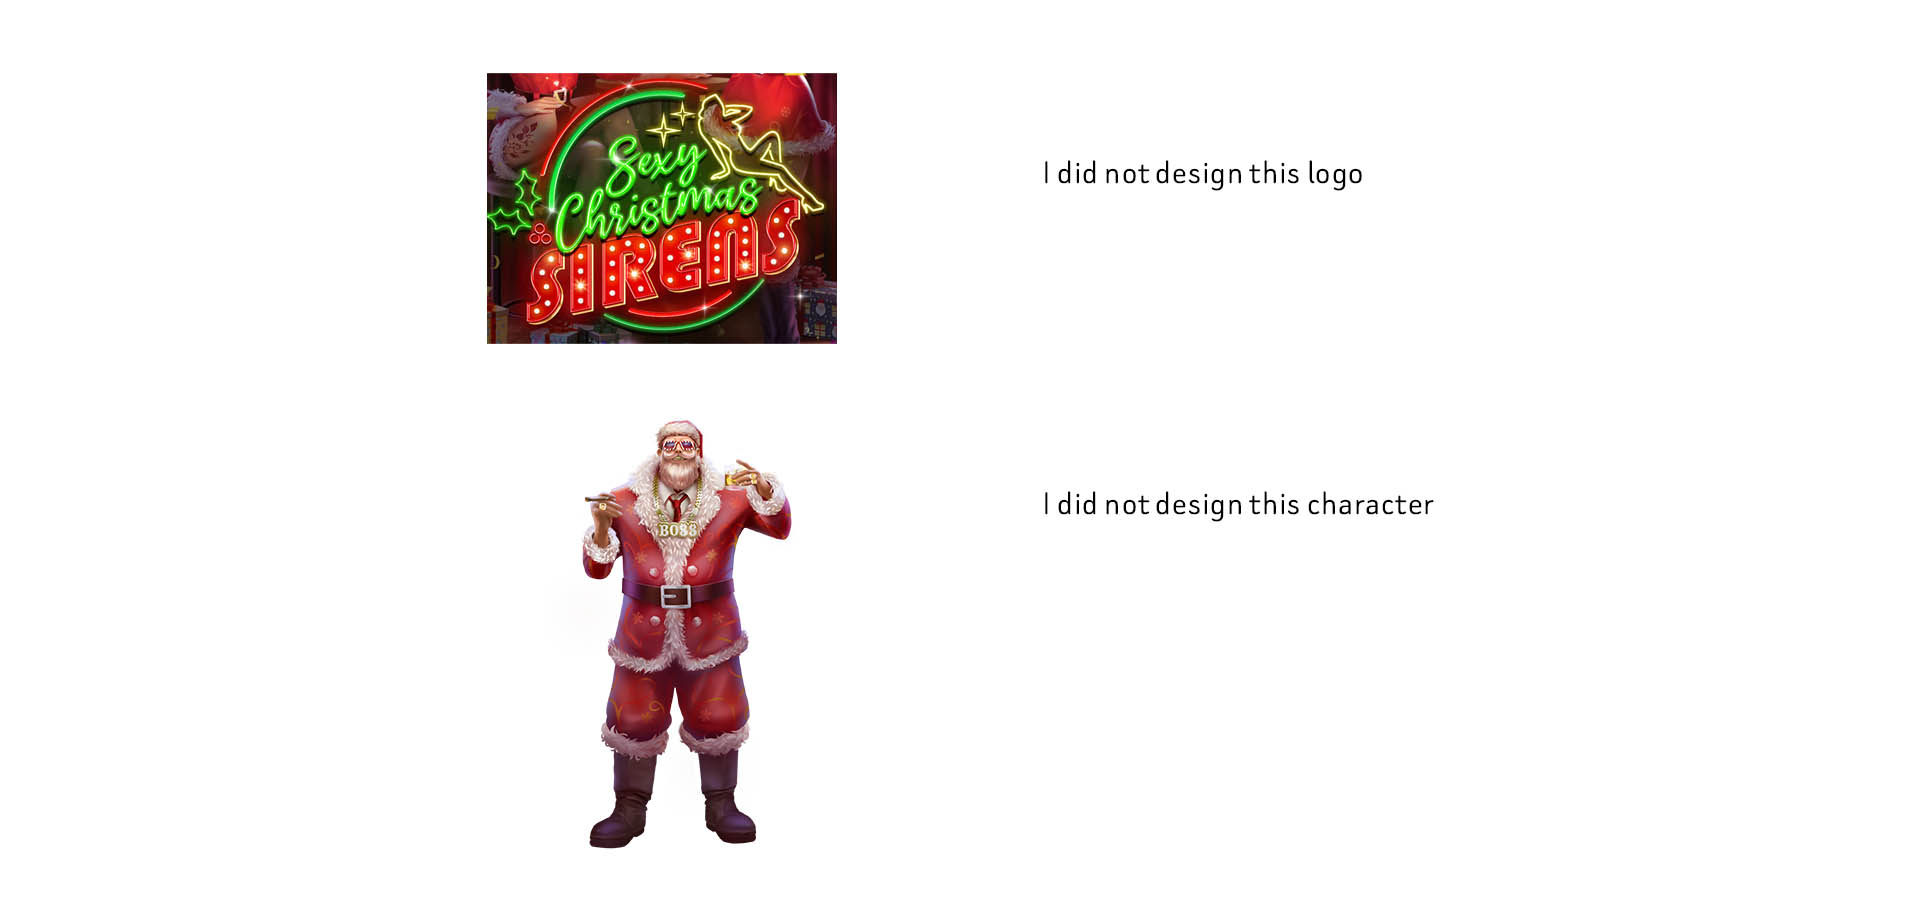 Sexy
Christmas
SIRENS
I did not design this logo
BOSS
I did not design this character